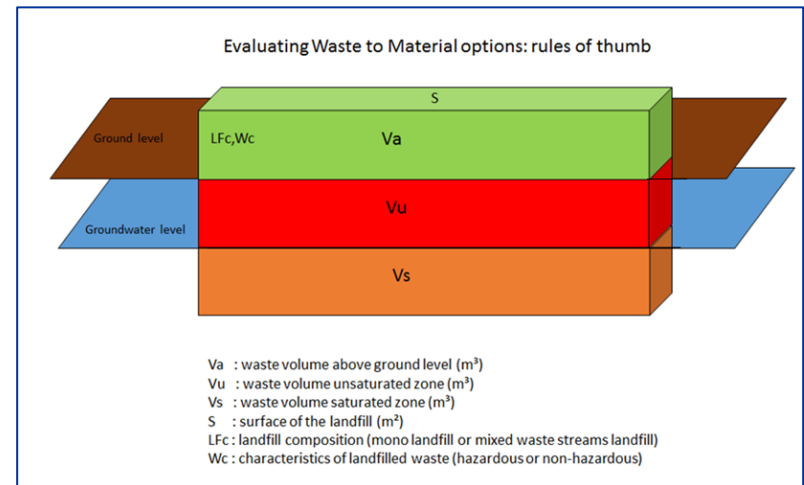 Evaluating Waste to Material options: rules of thumb
S
Ground level
LFc,Wc
Va
Vu
Groundwater level
Vs
Va : waste volume above ground level (m³)
Vu : waste volume unsaturated zone (m³)
Vs : waste volume saturated zone (m³)
S : surface of the landfill (m²)
LFc : landfill composition (mono landfill or mixed waste streams landfill)
Wc : characteristics of landfilled waste (hazardous or non-hazardous)